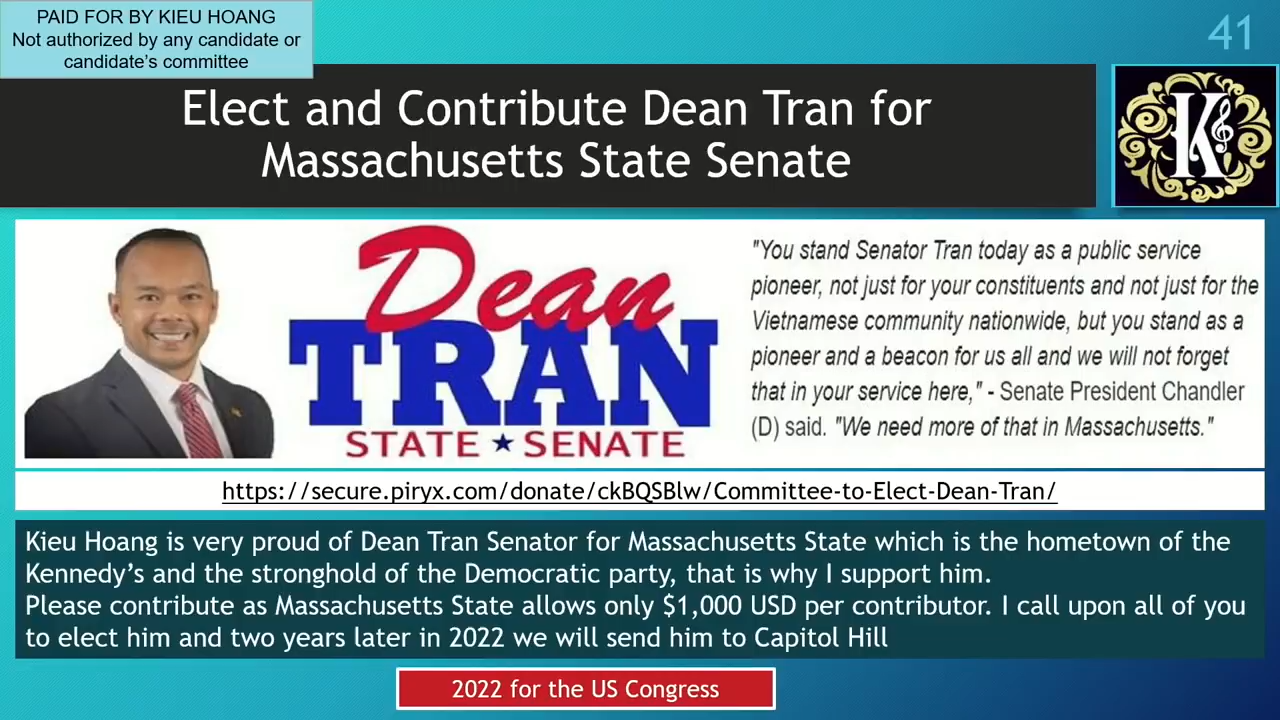 PAID FOR BY KIEU HOANG
Not authorized by any candidate or
candidate's committee
41
Elect and Contribute Dean Tran for
Massachusetts State Senate
K
Dean
TRAN
STATE ★ SENATE
"You stand Senator Tran today as a public service
pioneer, not just for your constituents and not just for the
Vietnamese community nationwide, but you stand as a
pioneer and a beacon for us all and we will not forget
that in your service here," - Senate President Chandler
(D) said. "We need more of that in Massachusetts."
https://secure.piryx.com/donate/ckBQSBlw/Committee-to-Elect-Dean-Tran/
Kieu Hoang is very proud of Dean Tran Senator for Massachusetts State which is the hometown of the
Kennedy's and the stronghold of the Democratic party, that is why I support him.
Please contribute as Massachusetts State allows only $1,000 USD per contributor. I call upon all of you
to elect him and two years later in 2022 we will send him to Capitol Hill
2022 for the US Congress